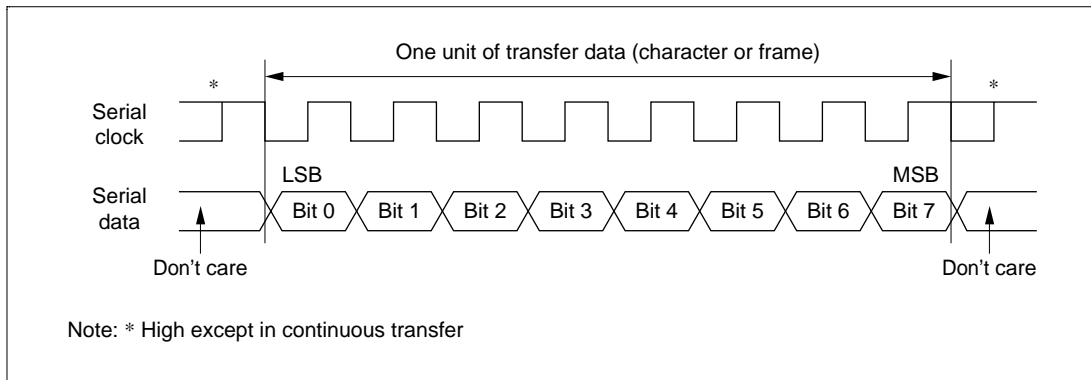 One unit of transfer data (character or frame)
* *
Serial
clock
LSB MSB
Serial
data
Bit 0 Bit 1 Bit 2 Bit 3 Bit 4 Bit 5 Bit 6 Bit 7
Don’t care Don’t care
Note: * High except in continuous transfer